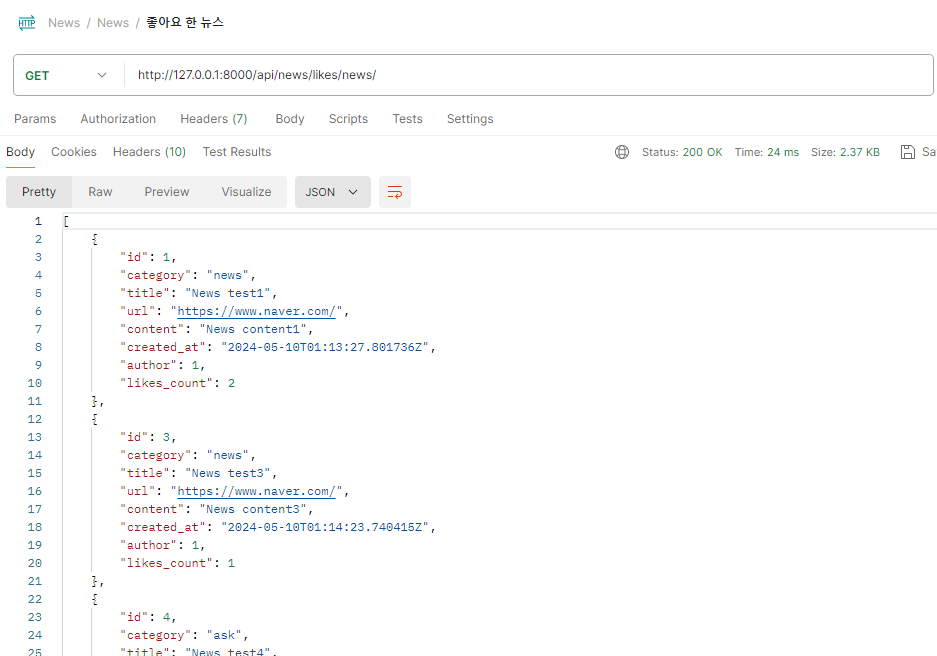 HTTP News / News / 좋아요 한 뉴스
GET http://127.0.0.1:8000/api/news/likes/news/
Params Authorization Headers (7) Body Scripts Tests Settings
Body Cookies Headers (10) Test Results Status: 200 OK Time: 24 ms Size: 2.37 KB Sa
Pretty Raw Preview Visualize JSON
1 [
2 {
3 "id": 1,
4 "category": "news",
5 "title": "News test1",
6 "url": "https://www.naver.com/",
7 "content": "News content1",
8 "created_at": "2024-05-10T01:13:27.801736Z",
9 "author": 1,
10 "likes_count": 2
11 },
12 {
13 "id": 3,
14 "category": "news",
15 "title": "News test3",
16 "url": "https://www.naver.com/",
17 "content": "News content3",
18 "created_at": "2024-05-10T01:14:23.740415Z",
19 "author": 1,
20 "likes_count": 1
21 },
22 {
23 "id": 4,
24 "category": "ask",
25 "title": "News test4",